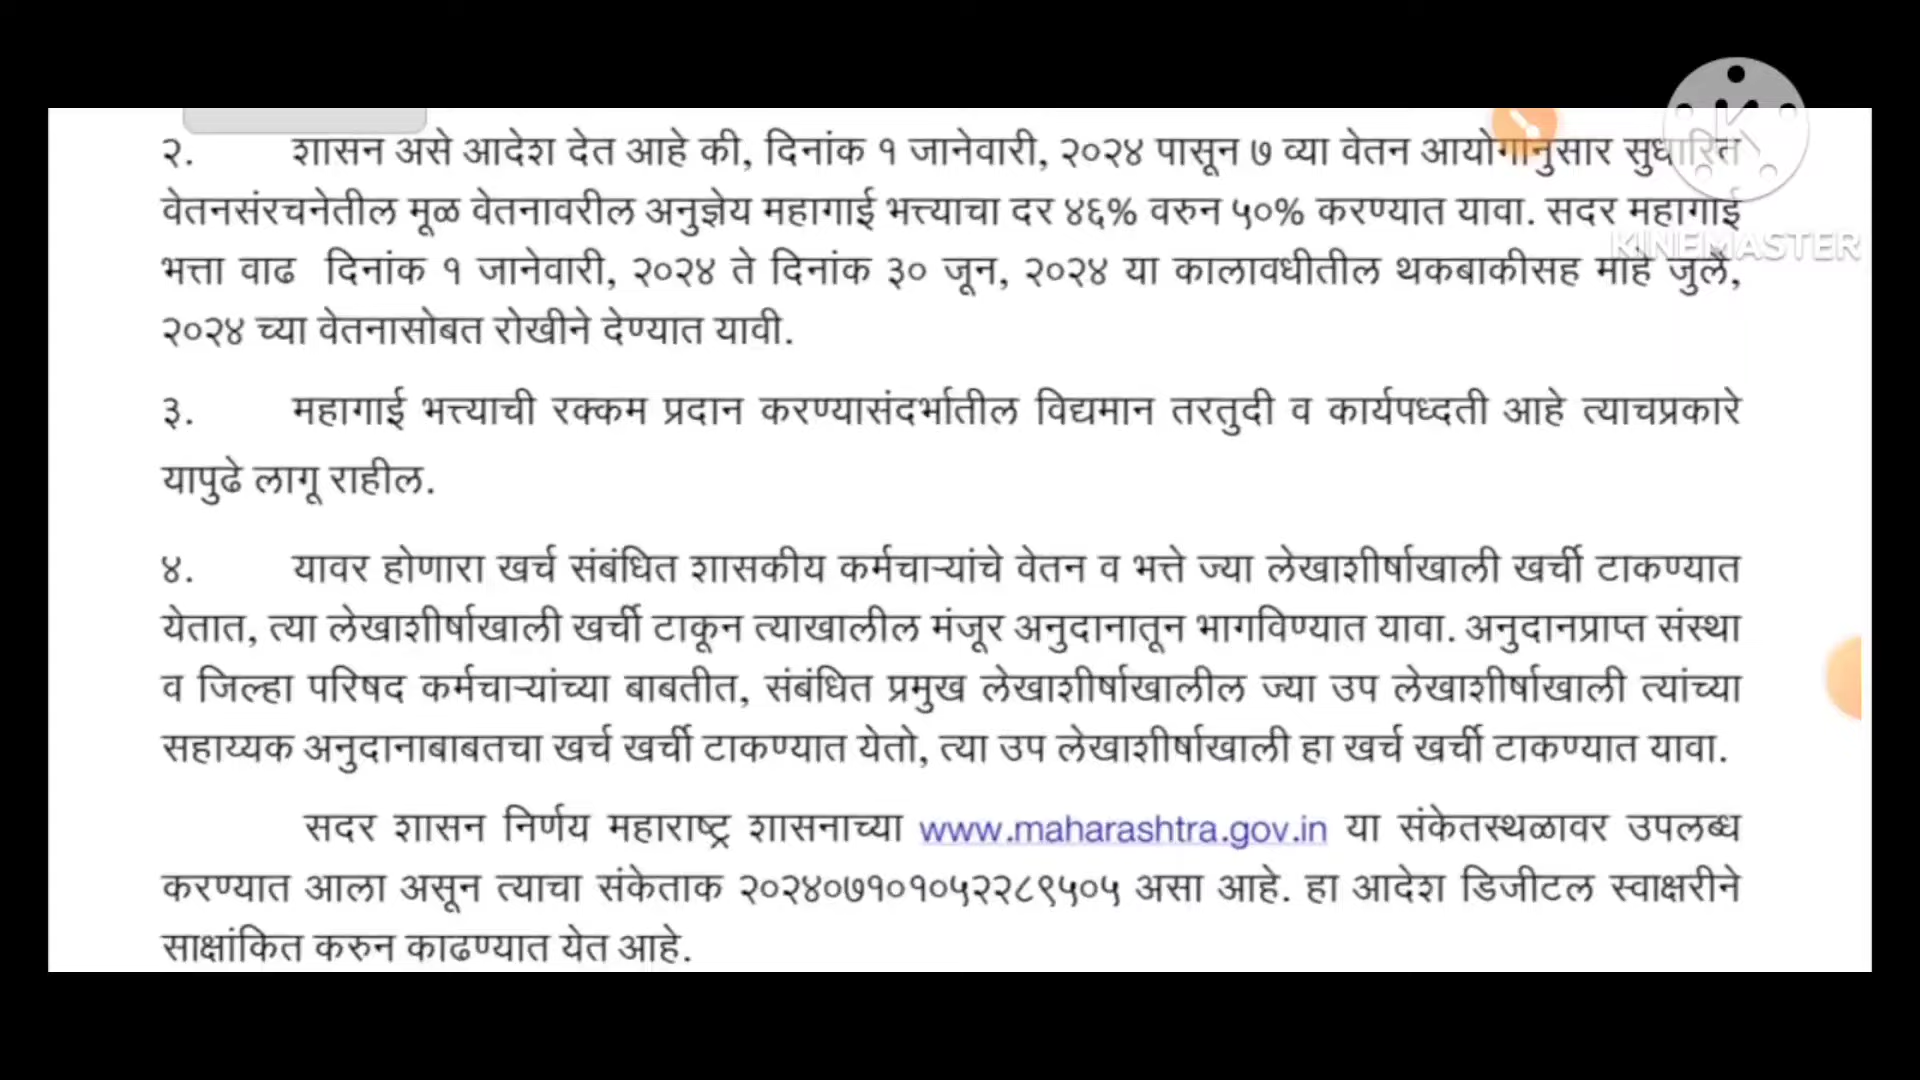 २. शासन असे आदेश देत आहे की, दिनांक १ जानेवारी, २०२४ पासून ७ व्या वेतन आयोगानुसार सुधारित
वेतनसंरचनेतील मूळ वेतनावरील अनुज्ञेय महागाई भत्त्याचा दर ४६% वरुन ५०% करण्यात यावा. सदर महागाई
भत्ता वाढ दिनांक १ जानेवारी, २०२४ ते दिनांक ३० जून, २०२४ या कालावधीतील थकबाकीसह माहे जुलै,
२०२४ च्या वेतनासोबत रोखीने देण्यात यावी.
३. महागाई भत्त्याची रक्कम प्रदान करण्यासंदर्भातील विद्यमान तरतुदी व कार्यपध्दती आहे त्याचप्रकारे
यापुढे लागू राहील.
४. यावर होणारा खर्च संबंधित शासकीय कर्मचाऱ्यांचे वेतन व भत्ते ज्या लेखाशीर्षाखाली खर्ची टाकण्यात
येतात, त्या लेखाशीर्षाखाली खर्ची टाकून त्याखालील मंजूर अनुदानातून भागविण्यात यावा. अनुदानप्राप्त संस्था
व जिल्हा परिषद कर्मचाऱ्यांच्या बाबतीत, संबंधित प्रमुख लेखाशीर्षाखालील ज्या उप लेखाशीर्षाखाली त्यांच्या
सहाय्यक अनुदानाबाबतचा खर्च खर्ची टाकण्यात येतो, त्या उप लेखाशीर्षाखाली हा खर्च खर्ची टाकण्यात यावा.
सदर शासन निर्णय महाराष्ट्र शासनाच्या www.maharashtra.gov.in या संकेतस्थळावर उपलब्ध
करण्यात आला असून त्याचा संकेताक २०२४०७१०१०५२२८९५०५ असा आहे. हा आदेश डिजीटल स्वाक्षरीने
साक्षांकित करुन काढण्यात येत आहे.
K
KINEMASTER